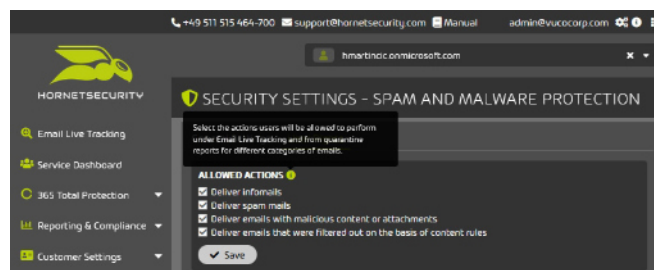 +49 511 515 464-700 support@hornetsecurity.com Manual admin@vucocorp.com
hmartincic.onmicrosoft.com
HORNETSECURITY
SECURITY SETTINGS - SPAM AND MALWARE PROTECTION
Select the actions users will be allowed to perform
under Email Live Tracking and from quarantine
reports for different categories of emails.
Email Live Tracking
Service Dashboard
365 Total Protection
Reporting & Compliance
Customer Settings
ALLOWED ACTIONS
Deliver infomails
Deliver spam mails
Deliver emails with malicious content or attachments
Deliver emails that were filtered out on the basis of content rules
Save